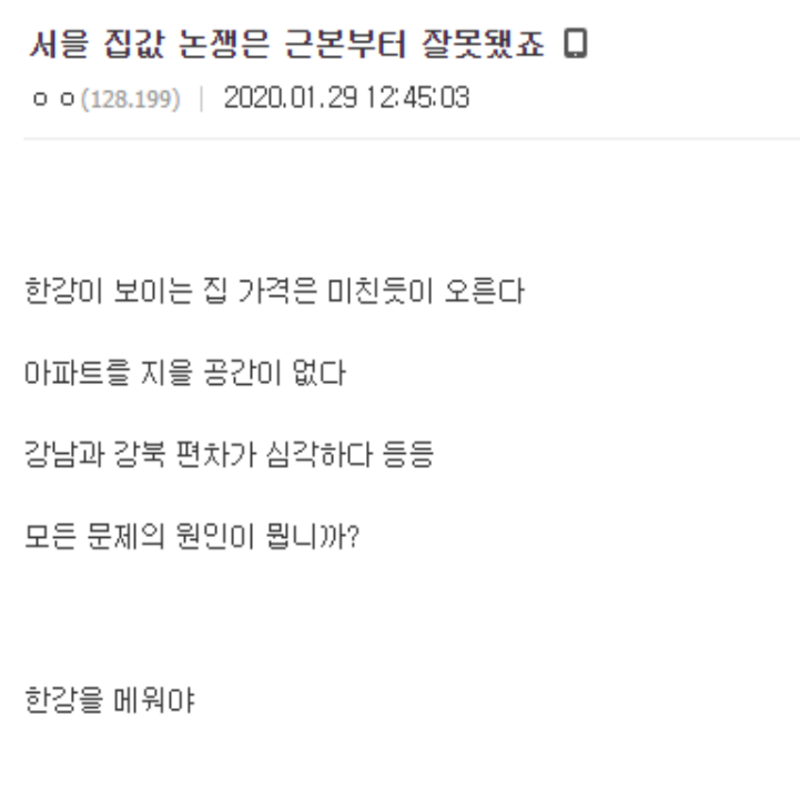 서울 집값 논쟁은 근본부터 잘못됐죠
ㅇㅇ(128.199) | 2020.01.29 12:45:03
한강이 보이는 집 가격은 미친듯이 오른다
아파트를 지을 공간이 없다
강남과 강북 편차가 심각하다 등등
모든 문제의 원인이 뭡니까?
한강을 메워야